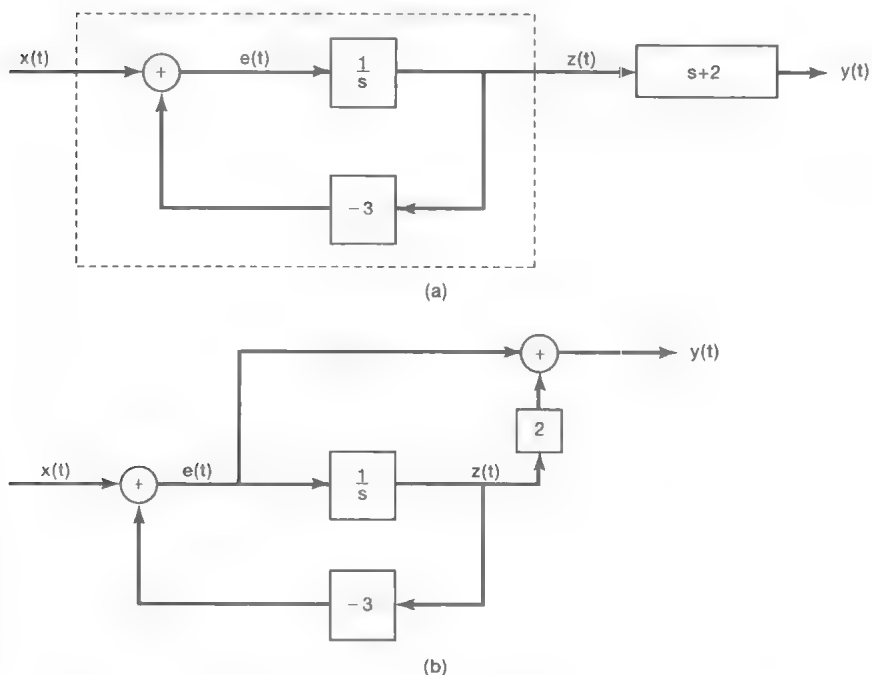 x(t) + e(t) 1/s z(t) s+2 y(t)
−3
(a)
+ y(t)
2
x(t) + e(t) 1/s z(t)
−3
(b)